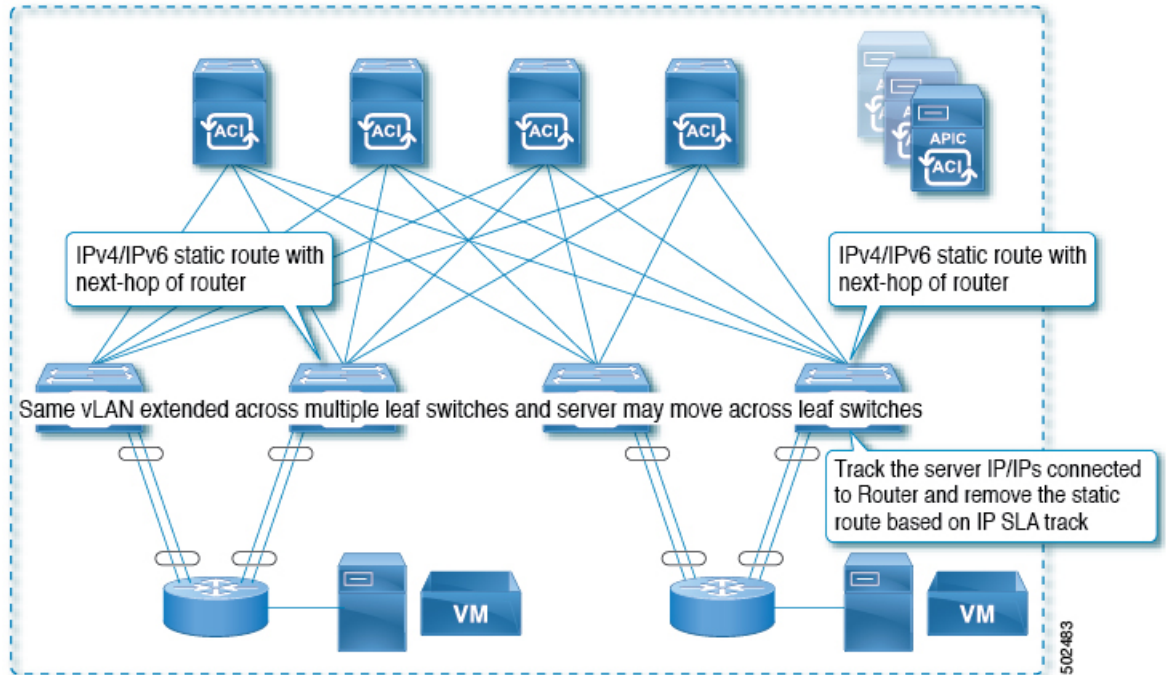 ACI
ACI
ACI
ACI
APIC
ACI
IPv4/IPv6 static route with
next-hop of router
IPv4/IPv6 static route with
next-hop of router
Same vLAN extended across multiple leaf switches and server may move across leaf switches
Track the server IP/IPs connected
to Router and remove the static
route based on IP SLA track
VM
VM
502483